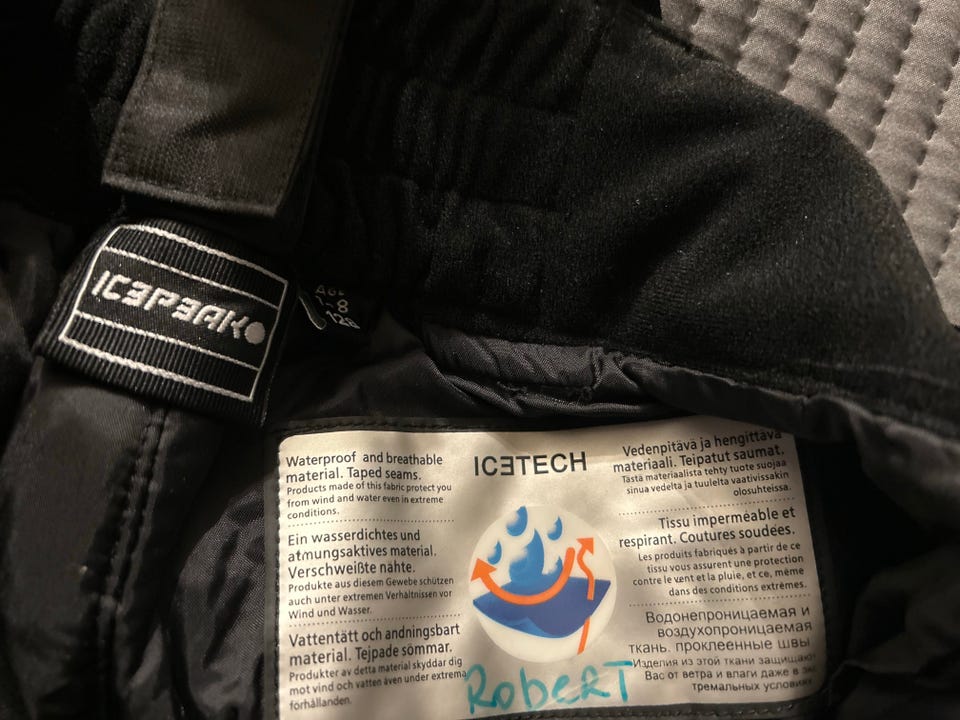 ICEPEAK
Age
7-8
128
Waterproof and breathable
material. Taped seams.
Products made of this fabric protect you
from wind and water even in extreme
conditions.
Ein wasserdichtes und
atmungsaktives material.
Verschweißte nähte.
Produkte aus diesem Gewebe schützen
auch unter extremen Verhältnissen vor
Wind und Wasser.
Vattentätt och andningsbart
material. Tejpade sömmar.
Produkter av detta material skyddar dig
mot vind och vatten även under extrema
förhållanden.
ICETECH
RobeRT
Vedenpitävä ja hengittävä
materiaali. Teipatut saumat.
Tästä materiaalista tehty tuote suojaa
sinua vedeltä ja tuulelta vaativissakin
olosuhteissa.
Tissu imperméable et
respirant. Coutures soudées.
Les produits fabriqués à partir de ce
tissu vous assurent une protection
contre le vent et la pluie, et ce, même
dans des conditions extrêmes.
Водонепроницаемая и
воздухопроницаемая
ткань. проклеенные швы
Изделия из этой ткани защищают
Вас от ветра и влаги даже в эк
тремальных условиях